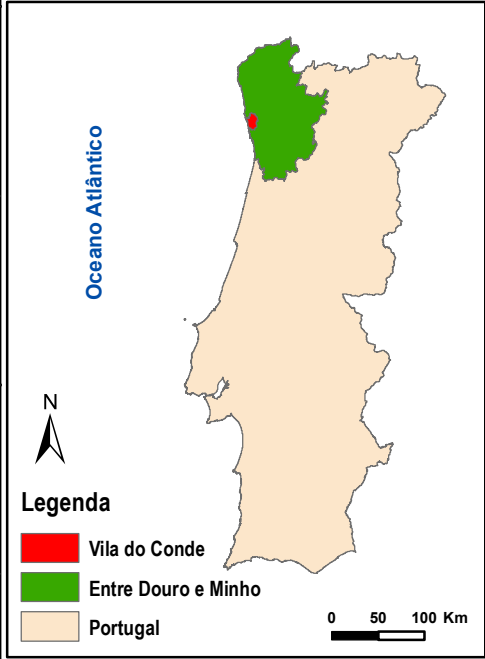 Oceano Atlântico
N
Legenda
Vila do Conde
Entre Douro e Minho
Portugal
0 50 100 Km